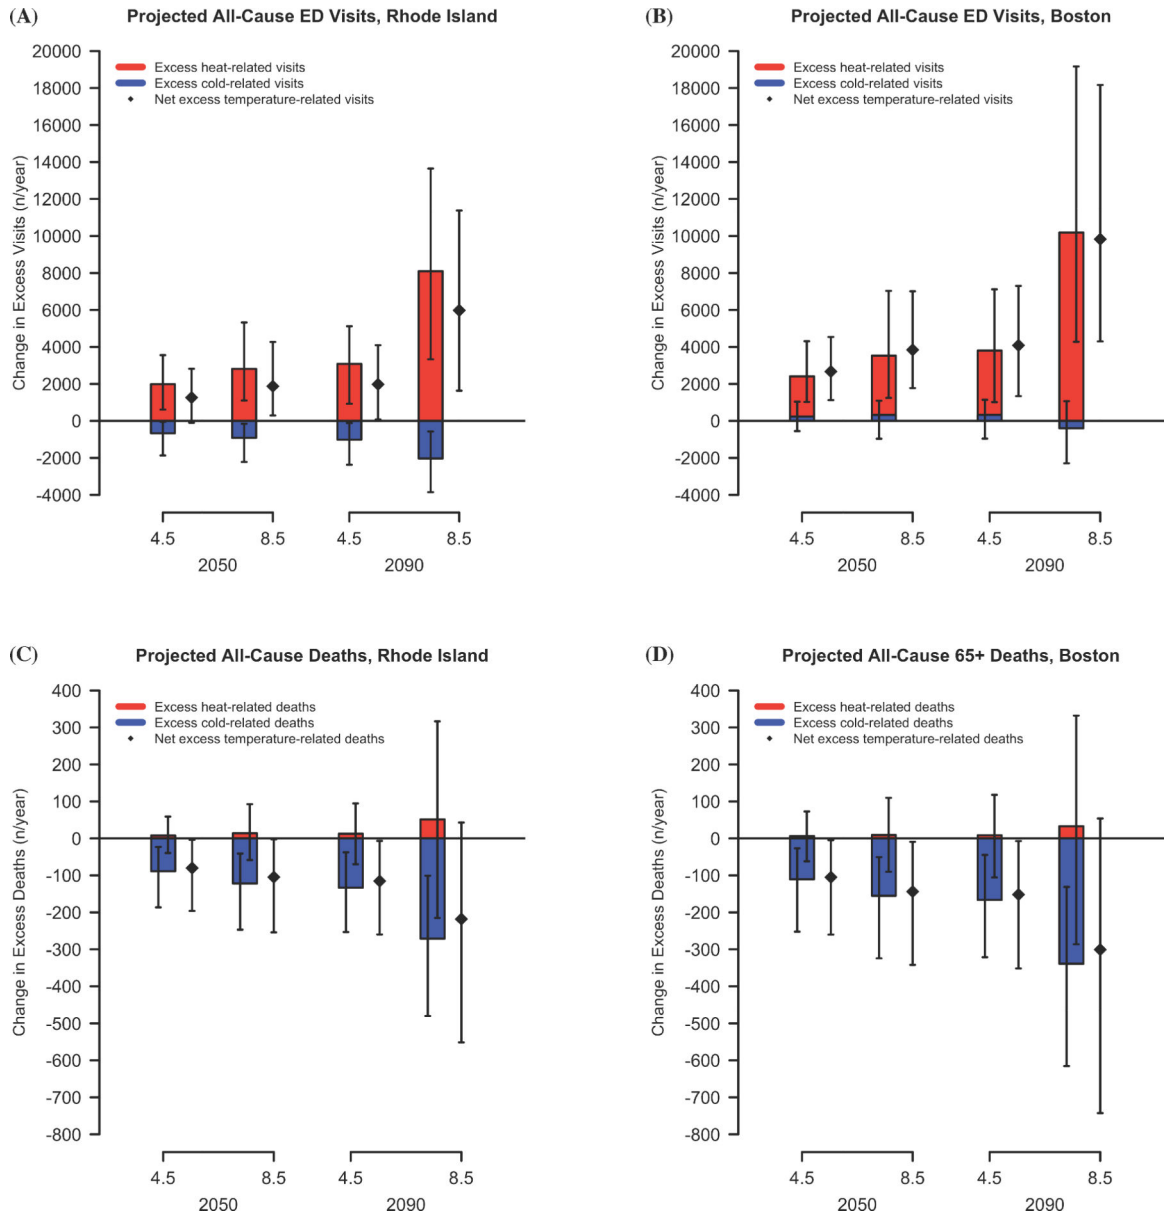 (A) Projected All-Cause ED Visits, Rhode Island
Excess heat-related visits
Excess cold-related visits
Net excess temperature-related visits
Change in Excess Visits (n/year)
20000
18000
16000
14000
12000
10000
8000
6000
4000
2000
0
-2000
-4000
4.5 8.5 4.5 8.5
2050 2090
(B) Projected All-Cause ED Visits, Boston
Excess heat-related visits
Excess cold-related visits
Net excess temperature-related visits
Change in Excess Visits (n/year)
20000
18000
16000
14000
12000
10000
8000
6000
4000
2000
0
-2000
-4000
4.5 8.5 4.5 8.5
2050 2090
(C) Projected All-Cause Deaths, Rhode Island
Excess heat-related deaths
Excess cold-related deaths
Net excess temperature-related deaths
Change in Excess Deaths (n/year)
400
300
200
100
0
-100
-200
-300
-400
-500
-600
-700
-800
4.5 8.5 4.5 8.5
2050 2090
(D) Projected All-Cause 65+ Deaths, Boston
Excess heat-related deaths
Excess cold-related deaths
Net excess temperature-related deaths
Change in Excess Deaths (n/year)
400
300
200
100
0
-100
-200
-300
-400
-500
-600
-700
-800
4.5 8.5 4.5 8.5
2050 2090